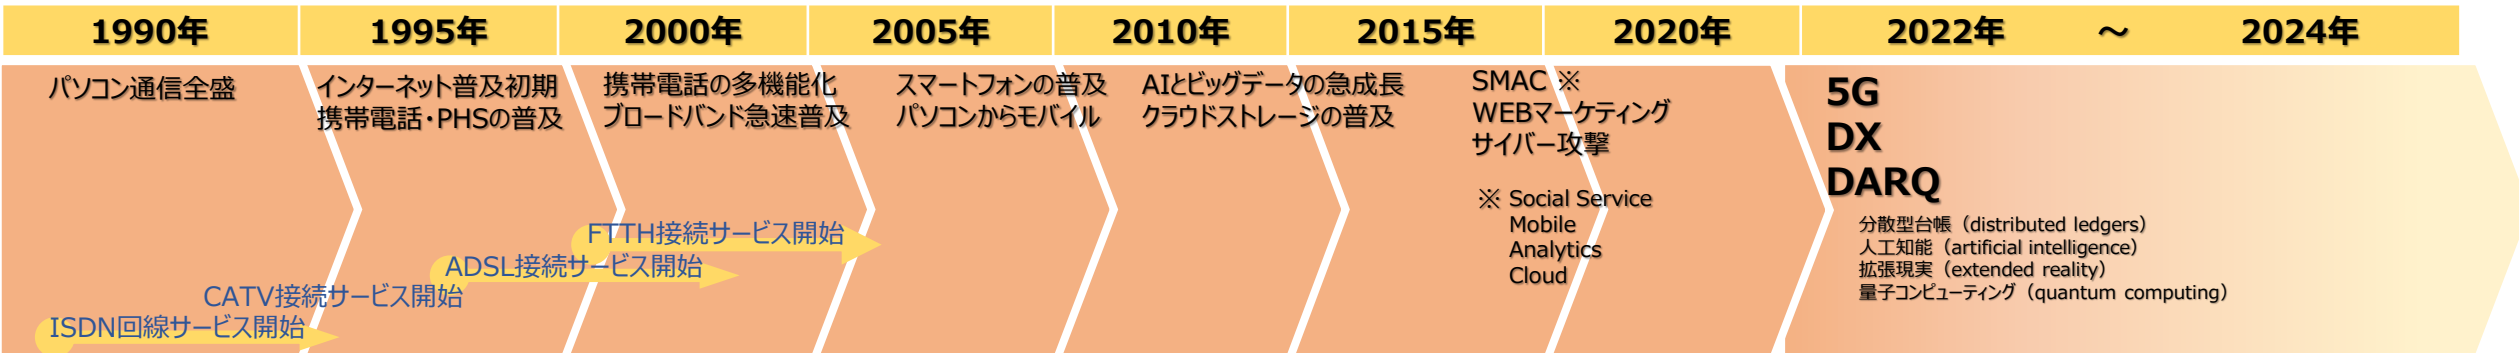 1990年
1995年
2000年
2005年
2010年
2015年
2020年
2022年 ～ 2024年
パソコン通信全盛
インターネット普及初期
携帯電話・PHSの普及
携帯電話の多機能化
ブロードバンド急速普及
スマートフォンの普及
パソコンからモバイル
AIとビッグデータの急成長
クラウドストレージの普及
SMAC ※
WEBマーケティング
サイバー攻撃
※ Social Service
Mobile
Analytics
Cloud
5G
DX
DARQ
分散型台帳（distributed ledgers）
人工知能（artificial intelligence）
拡張現実（extended reality）
量子コンピューティング（quantum computing）
FTTH接続サービス開始
ADSL接続サービス開始
CATV接続サービス開始
ISDN回線サービス開始